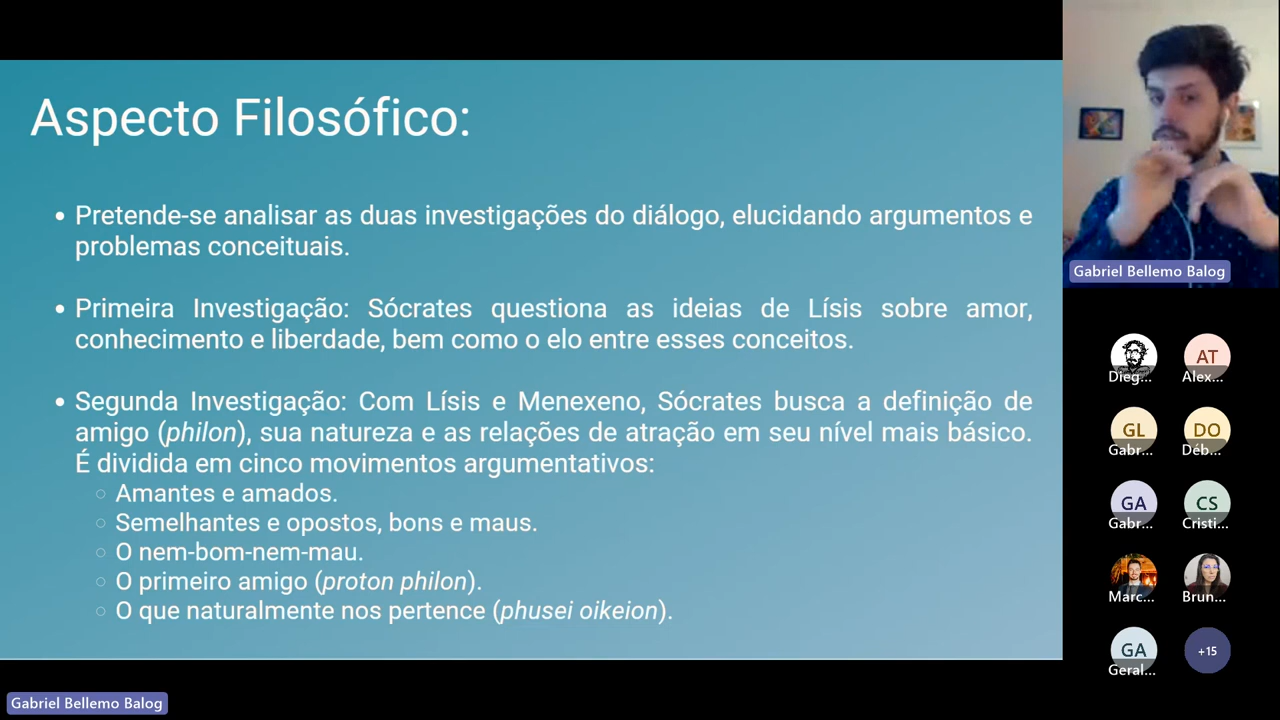 Aspecto Filosófico:
• Pretende-se analisar as duas investigações do diálogo, elucidando argumentos e
problemas conceituais.
• Primeira Investigação: Sócrates questiona as ideias de Lísis sobre amor,
conhecimento e liberdade, bem como o elo entre esses conceitos.
• Segunda Investigação: Com Lísis e Menexeno, Sócrates busca a definição de
amigo (philon), sua natureza e as relações de atração em seu nível mais básico.
É dividida em cinco movimentos argumentativos:
○ Amantes e amados.
○ Semelhantes e opostos, bons e maus.
○ O nem-bom-nem-mau.
○ O primeiro amigo (proton philon).
○ O que naturalmente nos pertence (phusei oikeion).
Gabriel Bellemo Balog
Dieg...
AT
Alex...
GL
Gabr...
DO
Déb...
GA
Gabr...
CS
Cristi...
Marc...
Brun...
GA
Geral...
+15
Gabriel Bellemo Balog